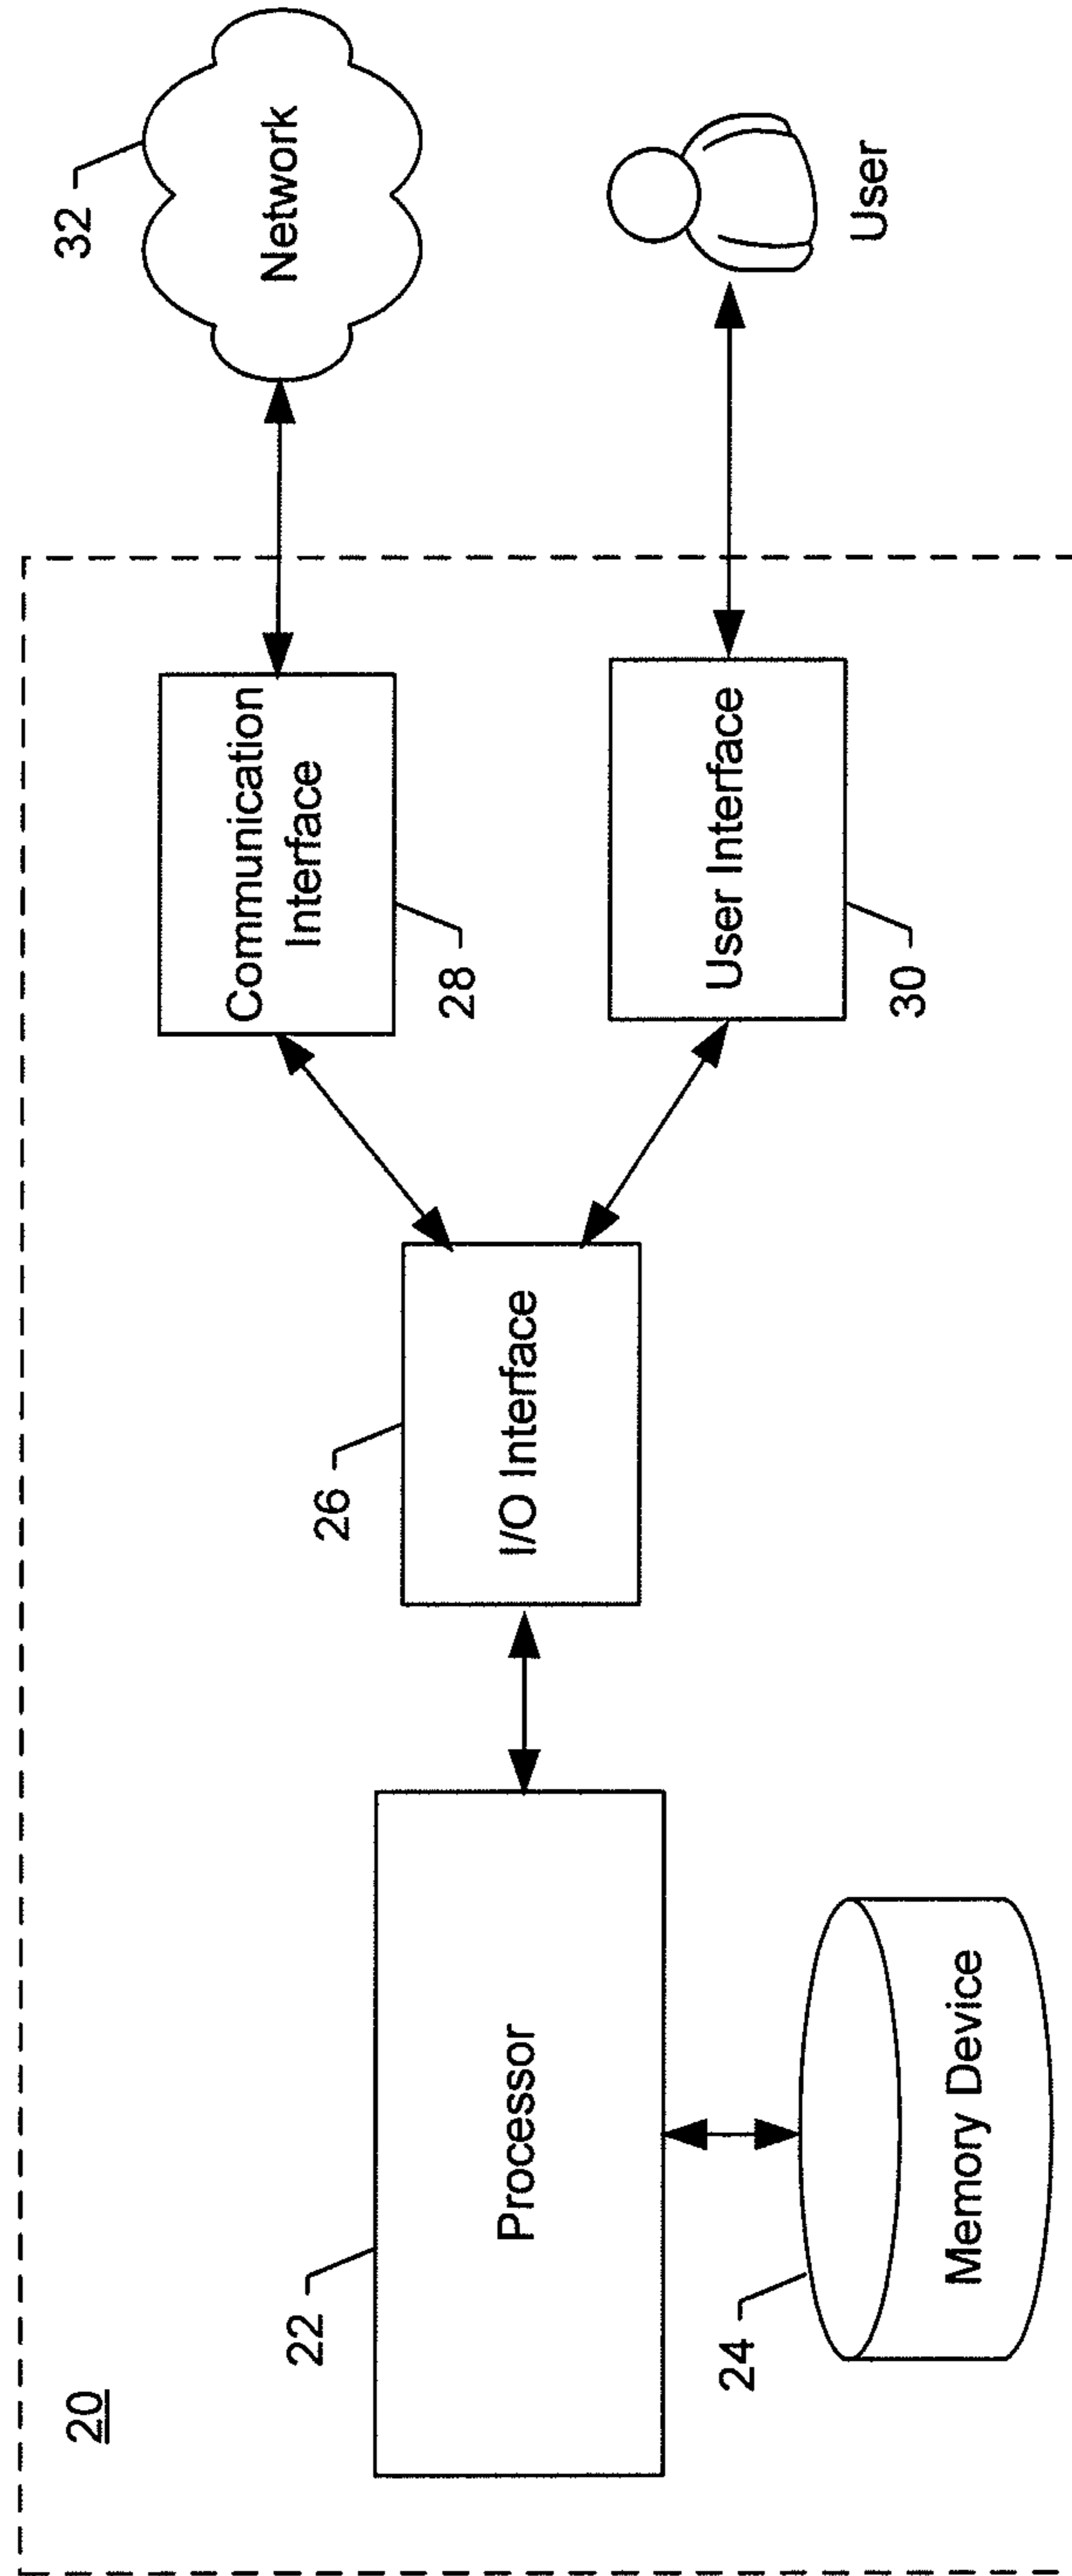 20
22
Processor
24
Memory Device
26
I/O Interface
Communication
Interface
28
User Interface
30
32
Network
User